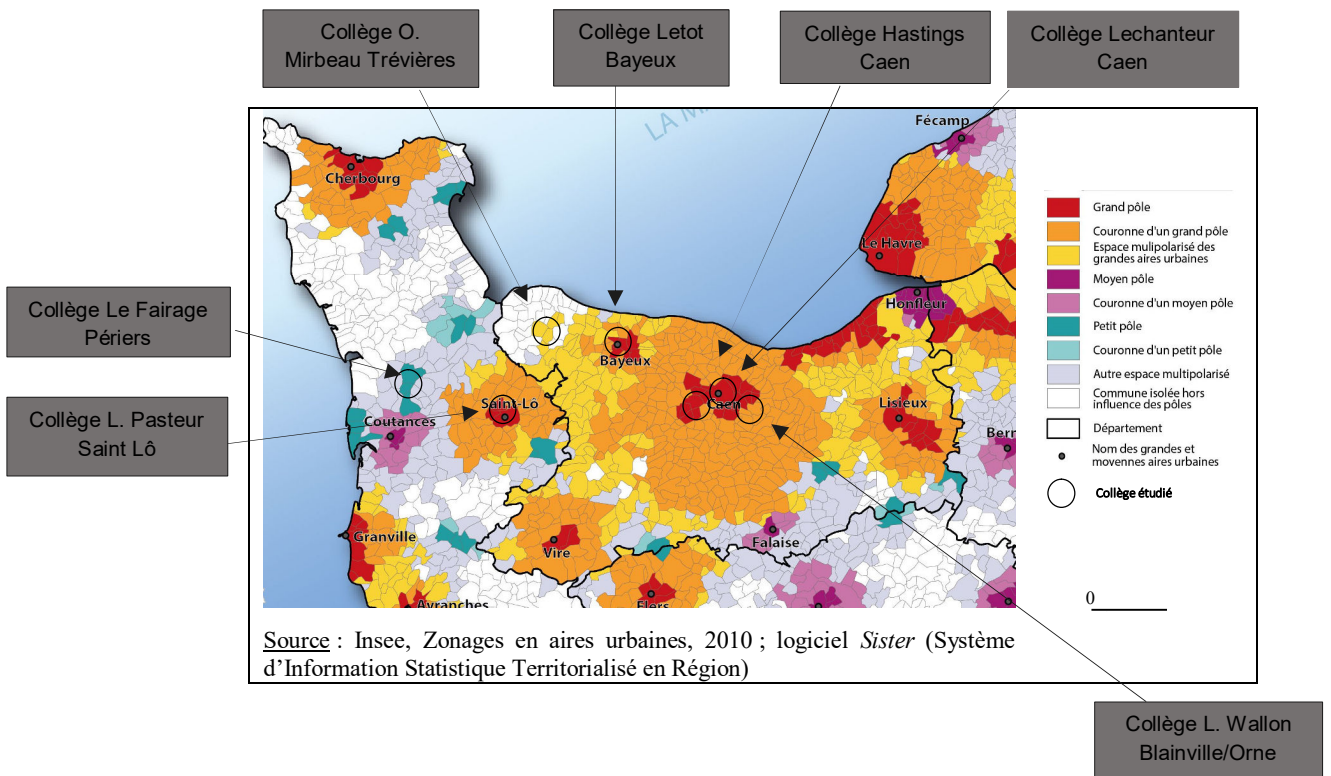 Collège O.
Mirbeau Trévières
Collège Letot
Bayeux
Collège Hastings
Caen
Collège Lechanteur
Caen
LA M
Fécamp
Cherbourg
Le Havre
Honfleur
Bayeux
Caen
Lisieux
Saint-Lô
Coutances
Bern
Granville
Vire
Falaise
Avranches
Flers
Collège Le Fairage
Périers
Collège L. Pasteur
Saint Lô
Grand pôle
Couronne d'un grand pôle
Espace mulipolarisé des
grandes aires urbaines
Moyen pôle
Couronne d'un moyen pôle
Petit pôle
Couronne d'un petit pôle
Autre espace multipolarisé
Commune isolée hors
influence des pôles
Département
Nom des grandes et
movennes aires urbaines
Collège étudié
0
Source : Insee, Zonages en aires urbaines, 2010 ; logiciel Sister (Système
d'Information Statistique Territorialisé en Région)
Collège L. Wallon
Blainville/Orne